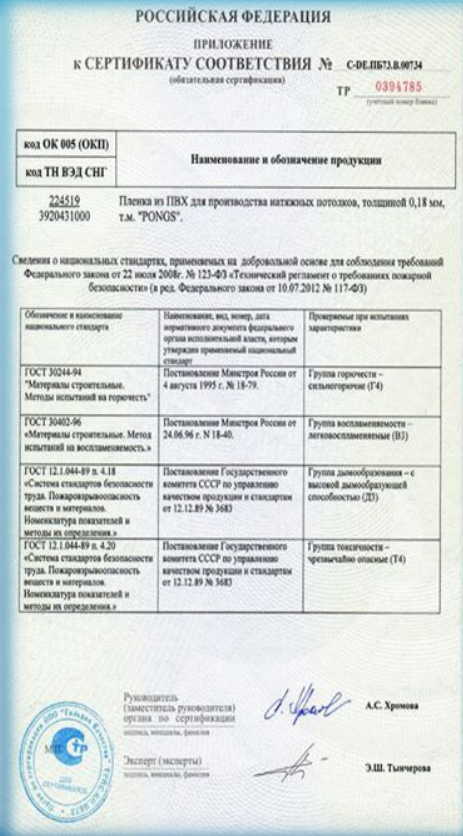 РОССИЙСКАЯ ФЕДЕРАЦИЯ
ПРИЛОЖЕНИЕ
К СЕРТИФИКАТУ СООТВЕТСТВИЯ № C-DE.ПБ73.В.00734
(обязательная сертификация)
ТР 0394785
(учетный номер бланка)
код ОК 005 (ОКП)
код ТН ВЭД СНГ
Наименование и обозначение продукции
224519
3920431000
Пленка из ПВХ для производства натяжных потолков, толщиной 0,18 мм,
т.м. "PONGS".
Сведения о национальных стандартах, применяемых на добровольной основе для соблюдения требований
Федерального закона от 22 июля 2008г. № 123-ФЗ «Технический регламент о требованиях пожарной
безопасности» (в ред. Федерального закона от 10.07.2012 № 117-ФЗ)
Обозначение и наименование
национального стандарта
Наименование, вид, номер, дата
нормативного документа федерального
органа исполнительной власти, которым
утвержден применяемый национальный
стандарт
Проверяемые при испытаниях
характеристики
ГОСТ 30244-94
"Материалы строительные.
Методы испытаний на горючесть"
Постановление Минстроя России от
4 августа 1995 г. № 18-79.
Группа горючести –
сильногорючие (Г4)
ГОСТ 30402-96
«Материалы строительные. Метод
испытаний на воспламеняемость.»
Постановление Минстроя России от
24.06.96 г. N 18-40.
Группа воспламеняемости –
легковоспламеняемые (В3)
ГОСТ 12.1.044-89 п. 4.18
«Система стандартов безопасности
труда. Пожаровзрывоопасность
веществ и материалов.
Номенклатура показателей и
методы их определения.»
Постановление Государственного
комитета СССР по управлению
качеством продукции и стандартам
от 12.12.89 № 3683
Группа дымообразования – с
высокой дымообразующей
способностью (Д3)
ГОСТ 12.1.044-89 п. 4.20
«Система стандартов безопасности
труда. Пожаровзрывоопасность
веществ и материалов.
Номенклатура показателей и
методы их определения.»
Постановление Государственного
комитета СССР по управлению
качеством продукции и стандартам
от 12.12.89 № 3683
Группа токсичности –
чрезвычайно опасные (Т4)
Руководитель
(заместитель руководителя)
органа по сертификации
подпись, инициалы, фамилия
А.С. Хромова
М.П.
ДЛЯ
СЕРТИФИКАТОВ
Эксперт (эксперты)
подпись, инициалы, фамилия
Э.Ш. Тынчерова